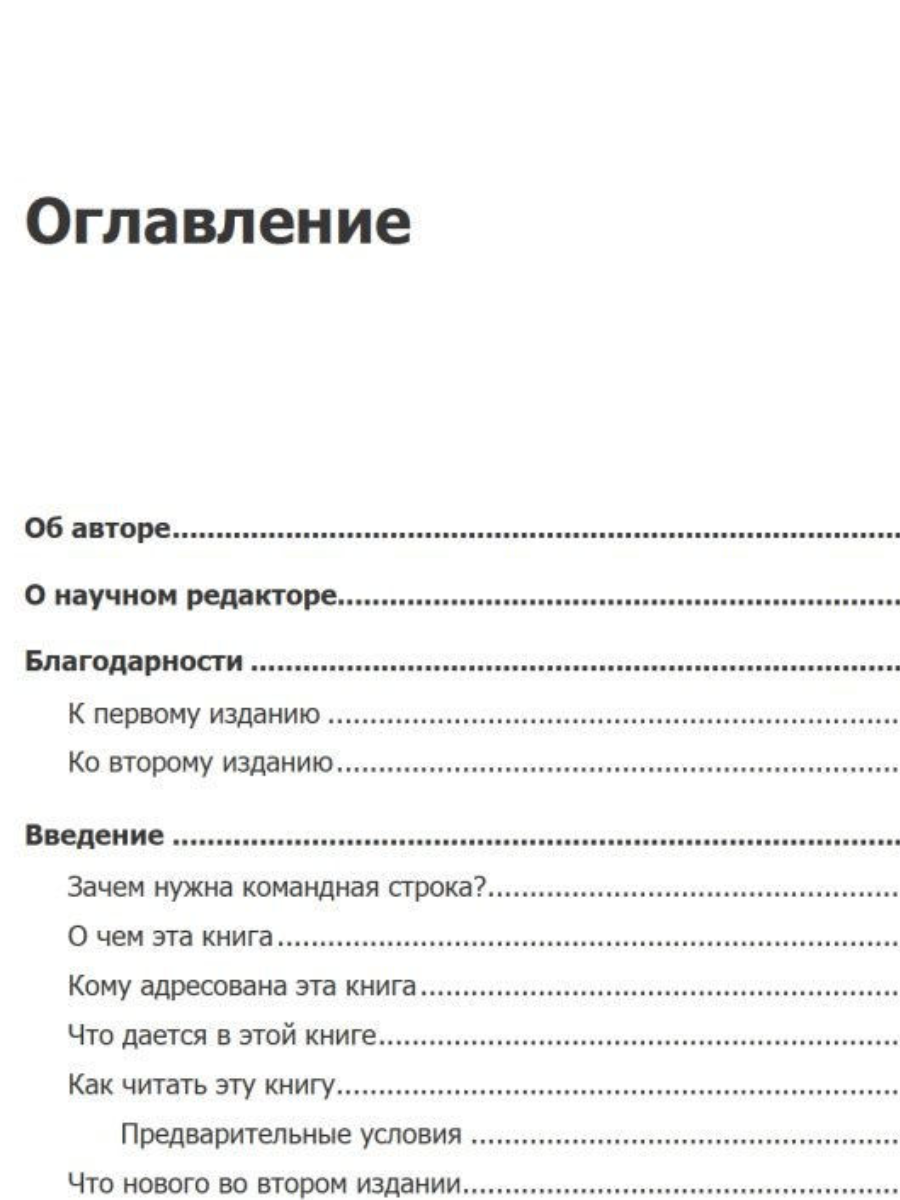 Оглавление
Об авторе
О научном редакторе
Благодарности
К первому изданию
Ко второму изданию
Введение
Зачем нужна командная строка?
О чем эта книга
Кому адресована эта книга
Что дается в этой книге
Как читать эту книгу
Предварительные условия
Что нового во втором издании